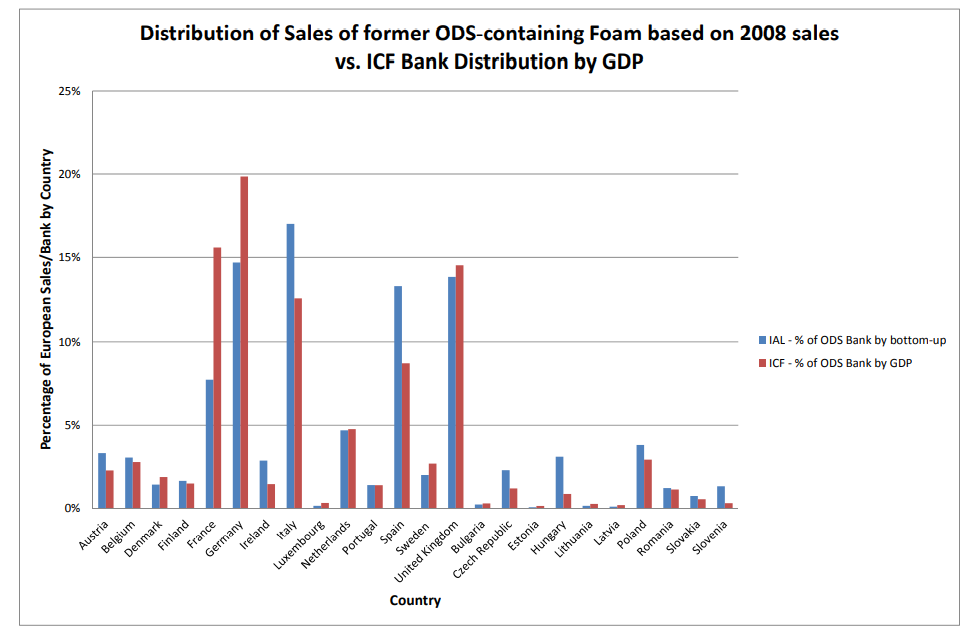 Distribution of Sales of former ODS-containing Foam based on 2008 sales
vs. ICF Bank Distribution by GDP
Percentage of European Sales/Bank by Country
25%
20%
15%
10%
5%
0%
IAL - % of ODS Bank by bottom-up
ICF - % of ODS Bank by GDP
Austria
Belgium
Denmark
Finland
France
Germany
Ireland
Italy
Luxembourg
Netherlands
Portugal
Spain
Sweden
United Kingdom
Bulgaria
Czech Republic
Estonia
Hungary
Lithuania
Latvia
Poland
Romania
Slovakia
Slovenia
Country